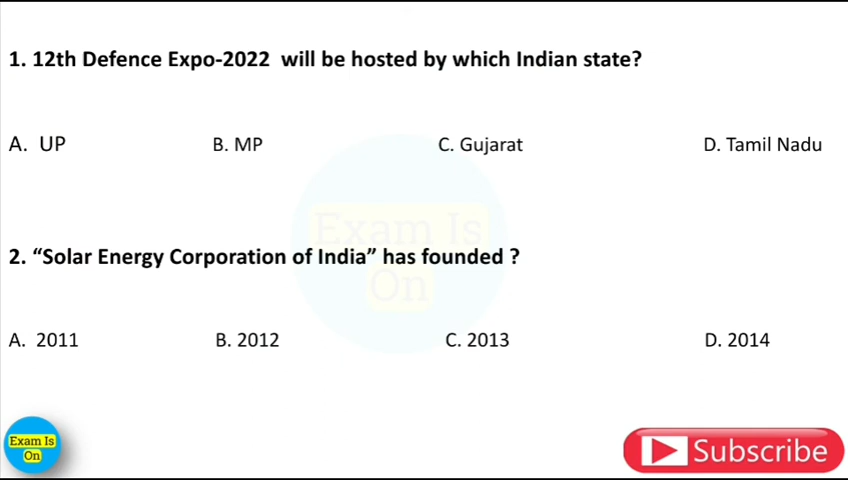 1. 12th Defence Expo-2022 will be hosted by which Indian state?
A. UP B. MP C. Gujarat D. Tamil Nadu
Exam Is
2. “Solar Energy Corporation of India” has founded ?
On
A. 2011 B. 2012 C. 2013 D. 2014
Exam Is
On
Subscribe